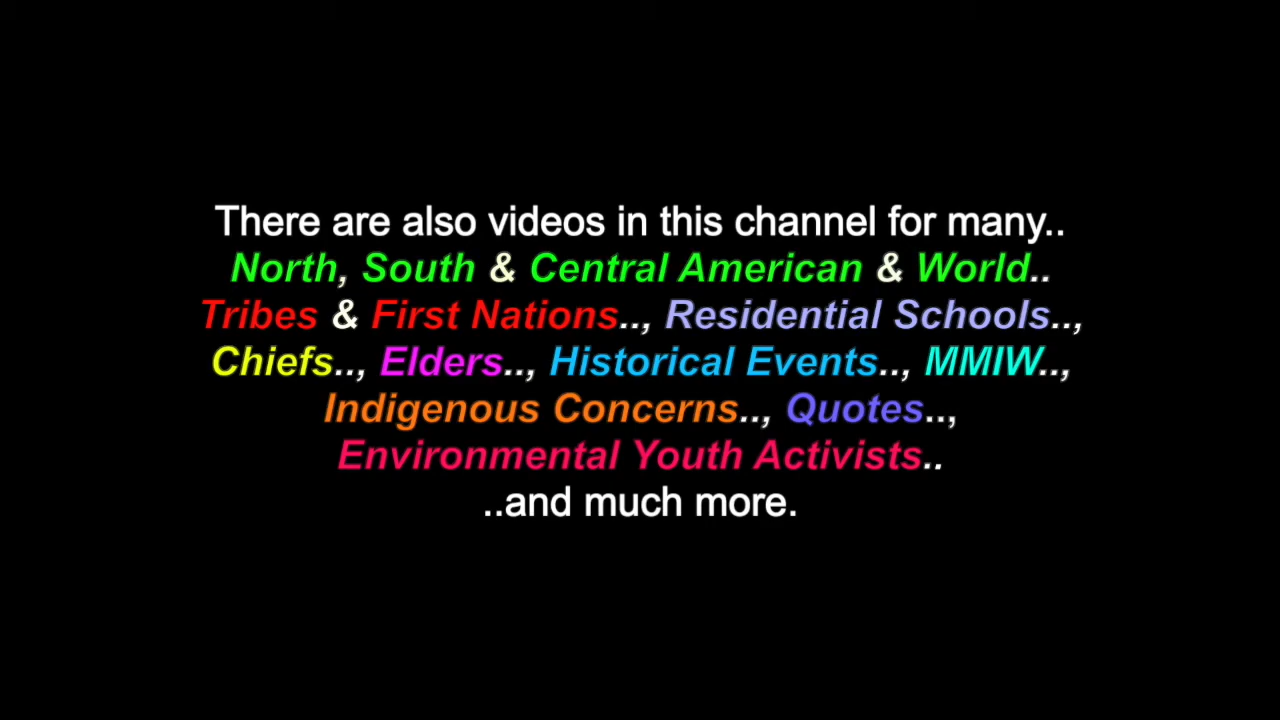 There are also videos in this channel for many..
North, South & Central American & World..
Tribes & First Nations.., Residential Schools..,
Chiefs.., Elders.., Historical Events.., MMIW..,
Indigenous Concerns.., Quotes..,
Environmental Youth Activists..
..and much more.